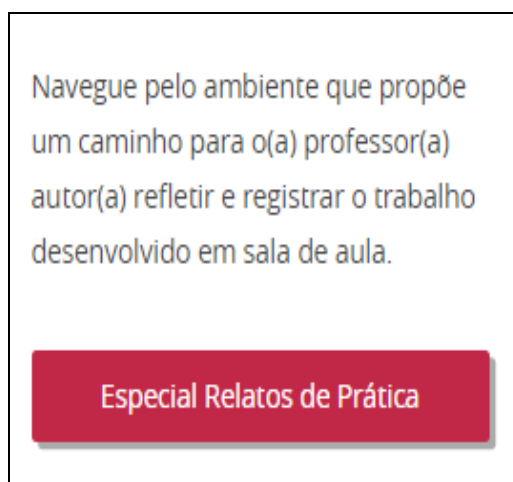 Navegue pelo ambiente que propõe
um caminho para o(a) professor(a)
autor(a) refletir e registrar o trabalho
desenvolvido em sala de aula.
Especial Relatos de Prática